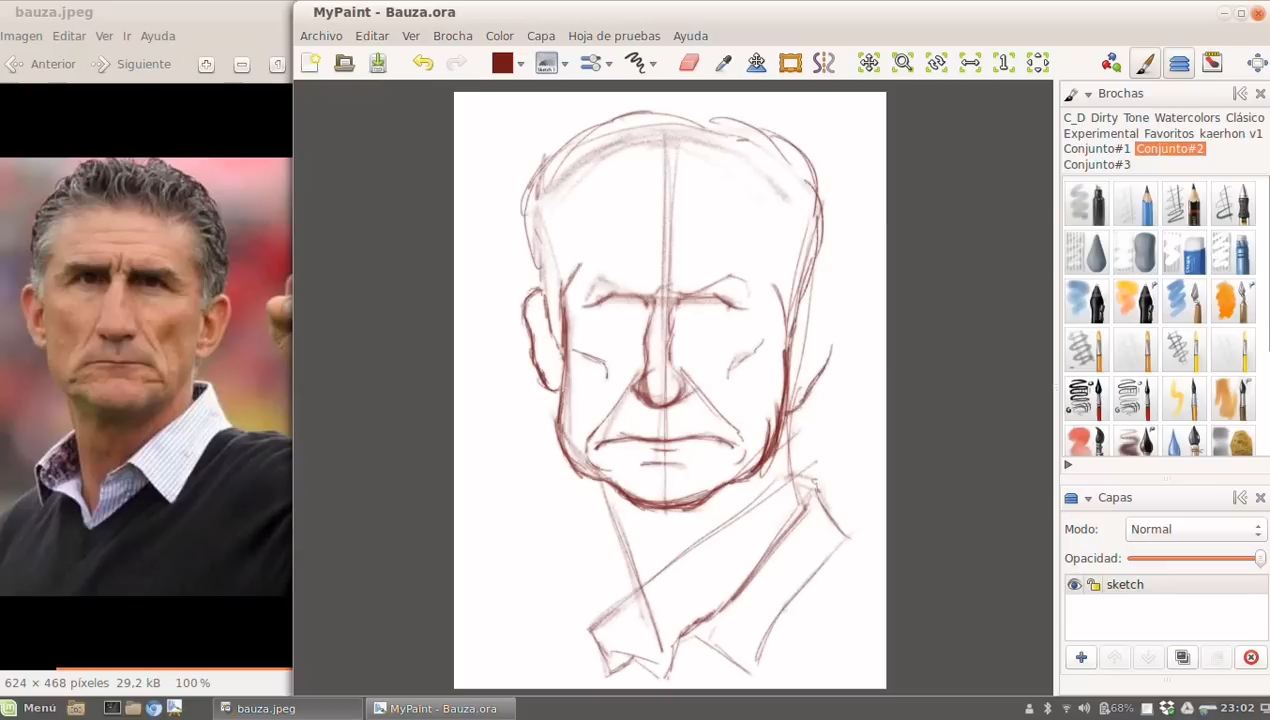 bauza.jpeg
Imagen Editar Ver Ir Ayuda
Anterior Siguiente
624 × 468 píxeles 29,2 kB 100 %
MyPaint - Bauza.ora
Archivo Editar Ver Brocha Color Capa Hoja de pruebas Ayuda
Brochas
C_D Dirty Tone Watercolors Clásico
Experimental Favoritos kaerhon v1
Conjunto#1 Conjunto#2
Conjunto#3
Capas
Modo: Normal
Opacidad:
sketch
Menú bauza.jpeg MyPaint - Bauza.ora 68% 23:02